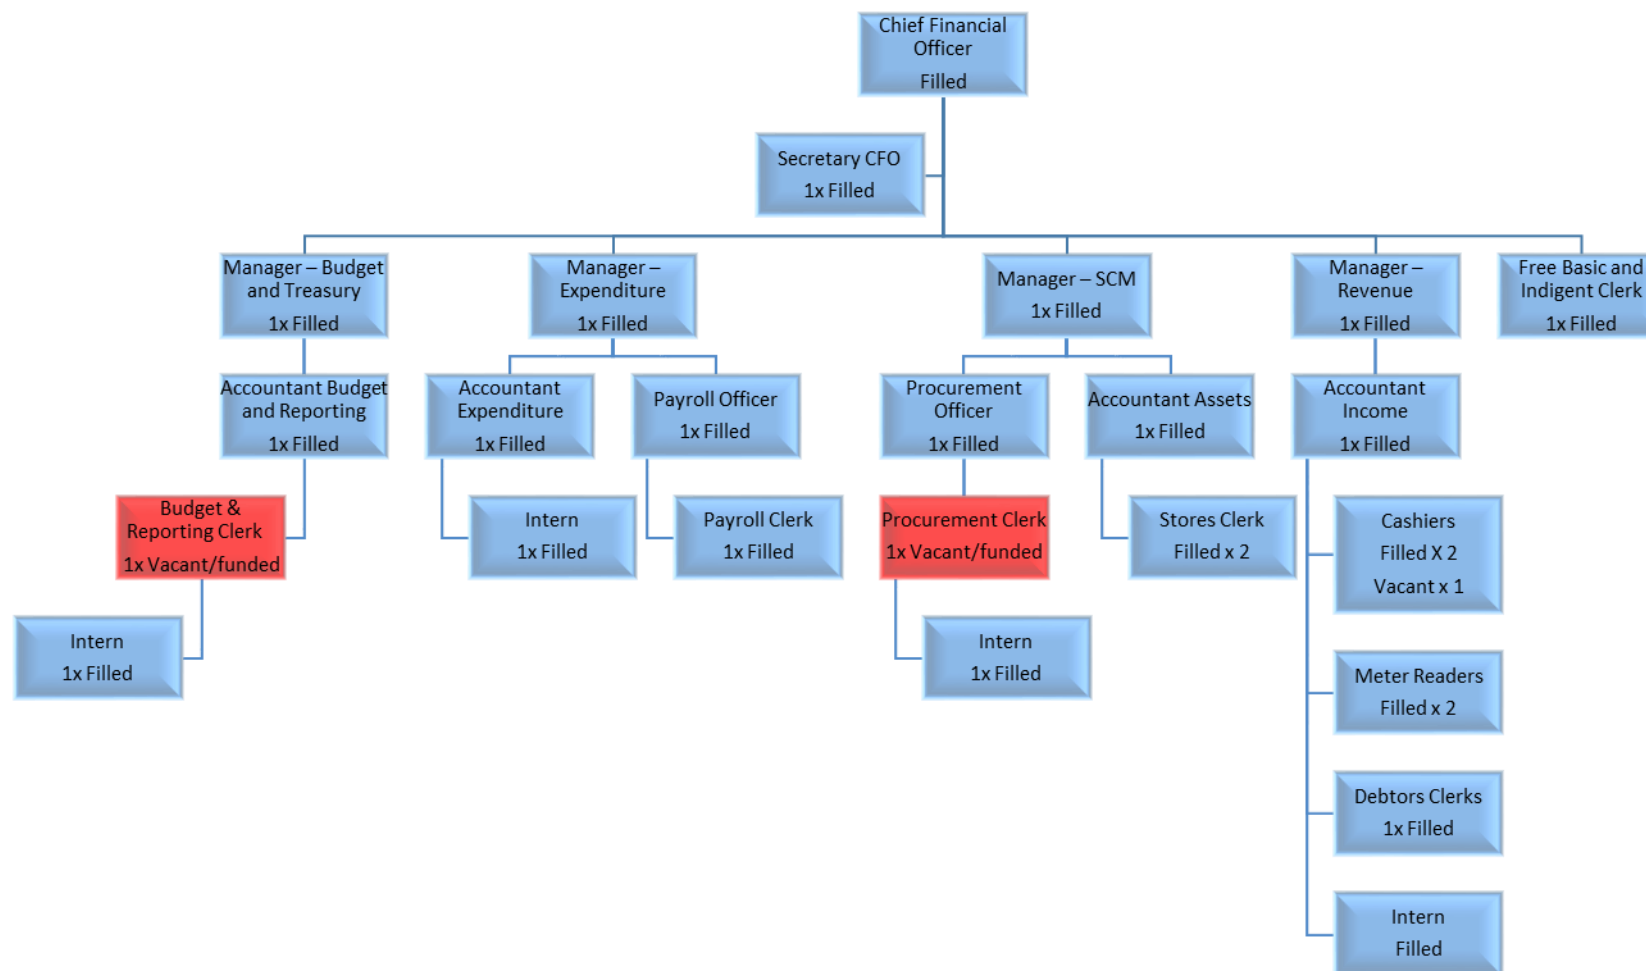 Chief Financial
Officer
Filled
Secretary CFO
1x Filled
Manager – Budget
and Treasury
1x Filled
Manager –
Expenditure
1x Filled
Manager – SCM
1x Filled
Manager –
Revenue
1x Filled
Free Basic and
Indigent Clerk
1x Filled
Accountant Budget
and Reporting
1x Filled
Accountant
Expenditure
1x Filled
Payroll Officer
1x Filled
Procurement
Officer
1x Filled
Accountant Assets
1x Filled
Accountant
Income
1x Filled
Budget &
Reporting Clerk
1x Vacant/funded
Intern
1x Filled
Payroll Clerk
1x Filled
Procurement Clerk
1x Vacant/funded
Stores Clerk
Filled x 2
Cashiers
Filled X 2
Vacant x 1
Intern
1x Filled
Intern
1x Filled
Meter Readers
Filled x 2
Debtors Clerks
1x Filled
Intern
Filled